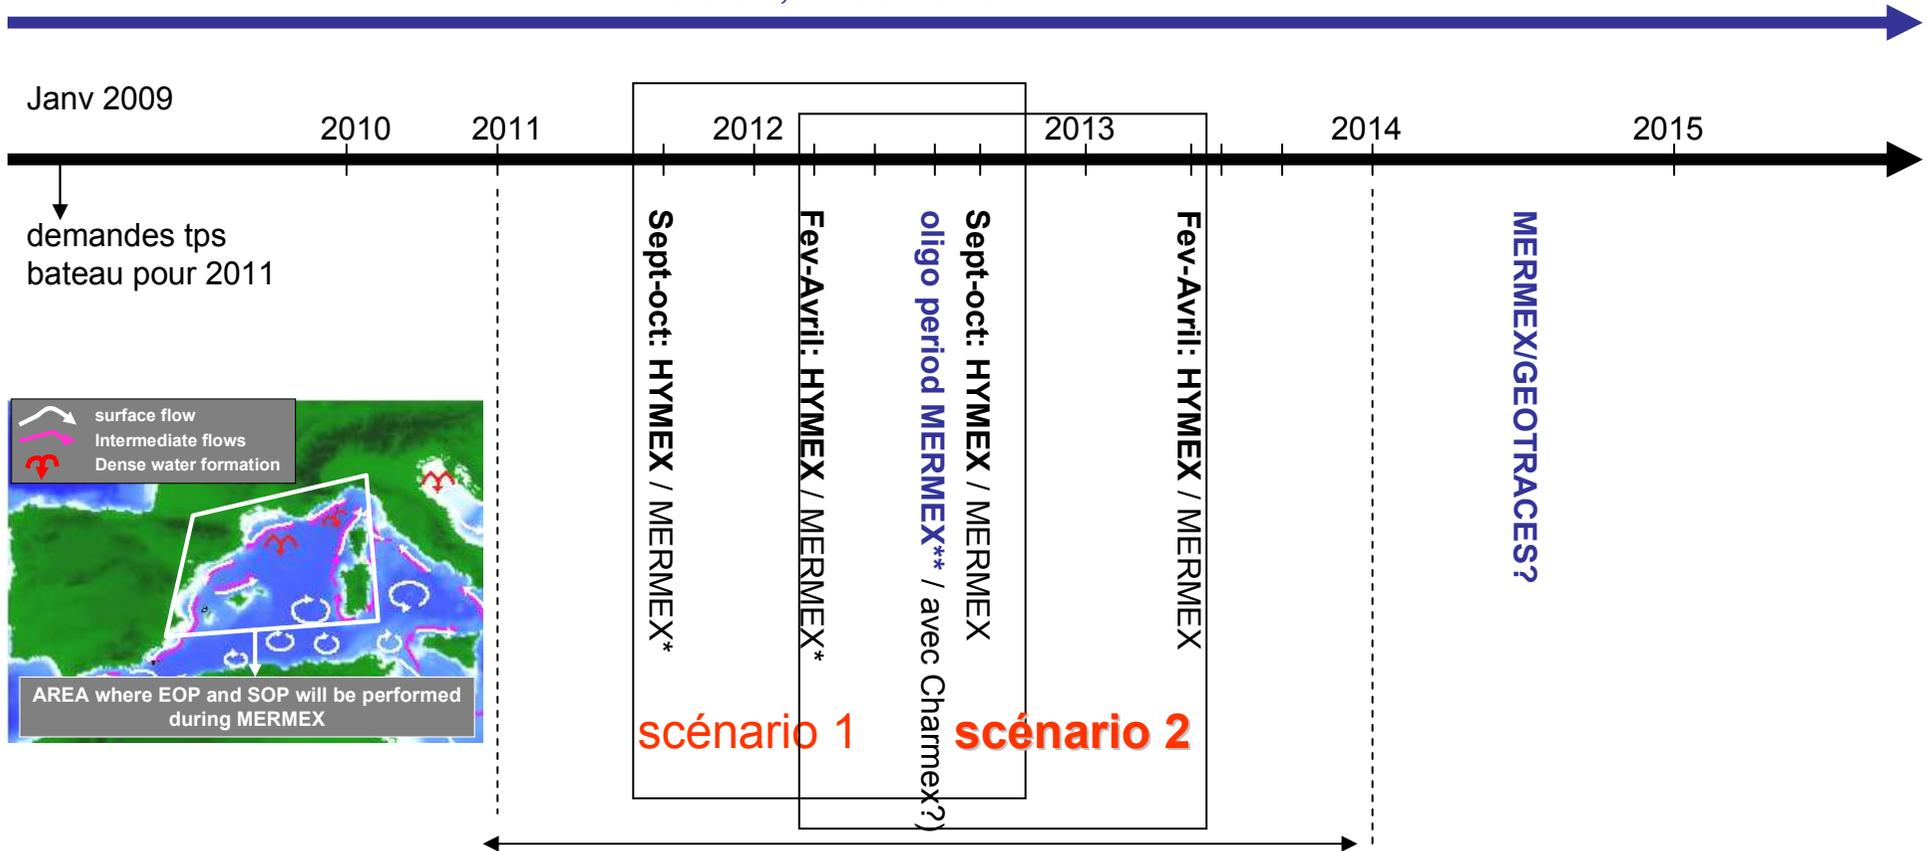 Janv 2009
2010
2011
2012
2013
2014
2015
demandes tps
bateau pour 2011
Sept-oct: HYMEX / MERMEX*
Fev-Avril: HYMEX / MERMEX*
oligo period MERMEX** / avec Charmex?)
Sept-oct: HYMEX / MERMEX
Fev-Avril: HYMEX / MERMEX
MERMEX/GEOTRACES?
surface flow
Intermediate flows
Dense water formation
AREA where EOP and SOP will be performed
during MERMEX
scénario 1
scénario 2